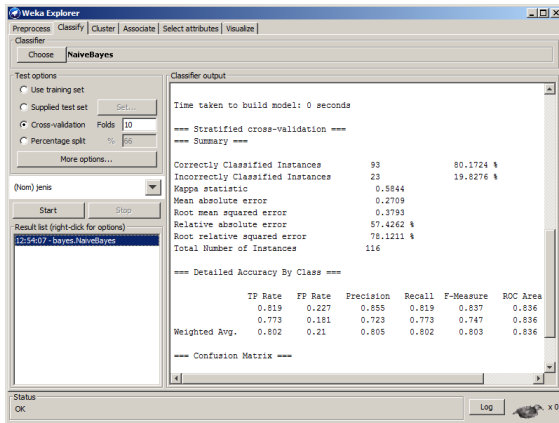 Weka Explorer
Preprocess Classify Cluster Associate Select attributes Visualize
Classifier
Choose NaiveBayes
Test options
Use training set
Supplied test set Set...
Cross-validation Folds 10
Percentage split % 66
More options...
(Nom) jenis
Start Stop
Result list (right-click for options)
12:54:07 - bayes.NaiveBayes
Classifier output
Time taken to build model: 0 seconds
=== Stratified cross-validation ===
=== Summary ===
Correctly Classified Instances 93 80.1724 %
Incorrectly Classified Instances 23 19.8276 %
Kappa statistic 0.5844
Mean absolute error 0.2709
Root mean squared error 0.3793
Relative absolute error 57.4262 %
Root relative squared error 78.1211 %
Total Number of Instances 116
=== Detailed Accuracy By Class ===
TP Rate FP Rate Precision Recall F-Measure ROC Area
0.819 0.227 0.855 0.819 0.837 0.836
0.773 0.181 0.723 0.773 0.747 0.836
Weighted Avg. 0.802 0.21 0.805 0.802 0.803 0.836
=== Confusion Matrix ===
Status
OK
Log x 0